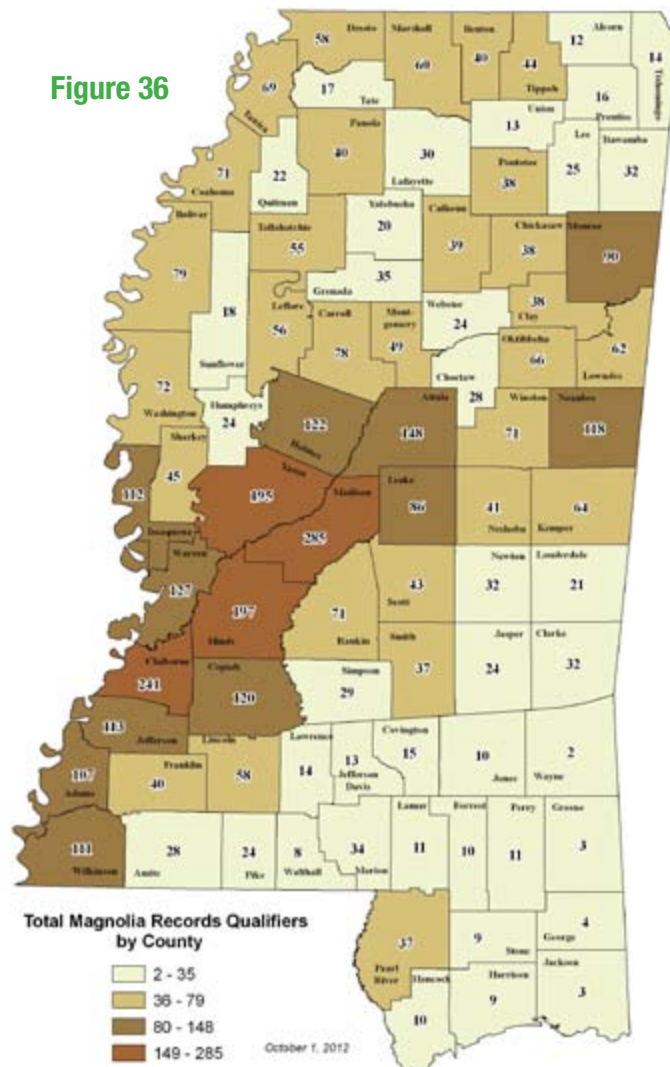 Figure 36
58
Desoto
Marshall
60
Benton
40
44
Tippah
12
Alcorn
14
Tishomingo
69
Tunica
17
Tate
13
Union
16
Prentiss
Lee
25
Itawamba
32
Panola
40
30
Lafayette
Pontotoc
38
71
Coahoma
22
Quitman
Yalobusha
20
Calhoun
39
Chickasaw
38
Monroe
90
Bolivar
79
Tallahatchie
55
35
Grenada
18
Sunflower
Leflore
56
Carroll
78
Mont-
gomery
49
Webster
24
38
Clay
Oktibbeha
66
62
Lowndes
72
Washington
Humphreys
24
Choctaw
28
Winston
71
Noxubee
118
122
Holmes
Attala
148
Sharkey
45
112
Issaquena
Yazoo
195
Madison
285
Leake
86
41
Neshoba
64
Kemper
Warren
127
197
Hinds
71
Rankin
43
Scott
Newton
32
Lauderdale
21
Smith
37
Jasper
24
Clarke
32
Claiborne
241
Copiah
120
Simpson
29
113
Jefferson
107
Adams
Franklin
40
Lincoln
58
Lawrence
14
13
Jefferson
Davis
Covington
15
10
Jones
2
Wayne
111
Wilkinson
28
Amite
24
Pike
8
Walthall
34
Marion
Lamar
11
Forrest
10
Perry
11
Greene
3
37
Pearl
River
9
Stone
4
George
Hancock
10
Harrison
9
Jackson
3
Total Magnolia Records Qualifiers
by County
2 - 35
36 - 79
80 - 148
149 - 285
October 1, 2012